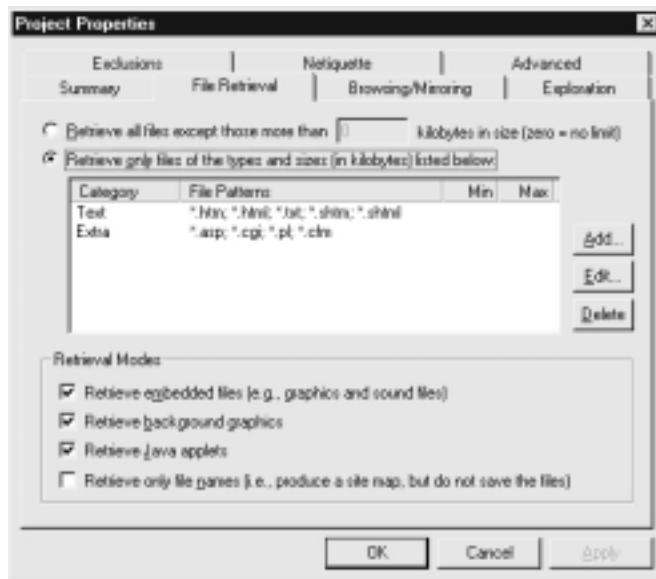 Project Properties
Exclusions Netiquette Advanced
Summary File Retrieval Browsing/Mirroring Exploration
Retrieve all files except those more than 0 kilobytes in size (zero = no limit)
Retrieve only files of the types and sizes (in kilobytes) listed below:
Category File Patterns Min Max
Text *.htm; *.html; *.txt; *.shtm; *.shtml
Extra *.asp; *.cgi; *.pl; *.cfm
Add...
Edit...
Delete
Retrieval Modes
Retrieve embedded files (e.g., graphics and sound files)
Retrieve background graphics
Retrieve Java applets
Retrieve only file names (i.e., produce a site map, but do not save the files)
OK Cancel Apply